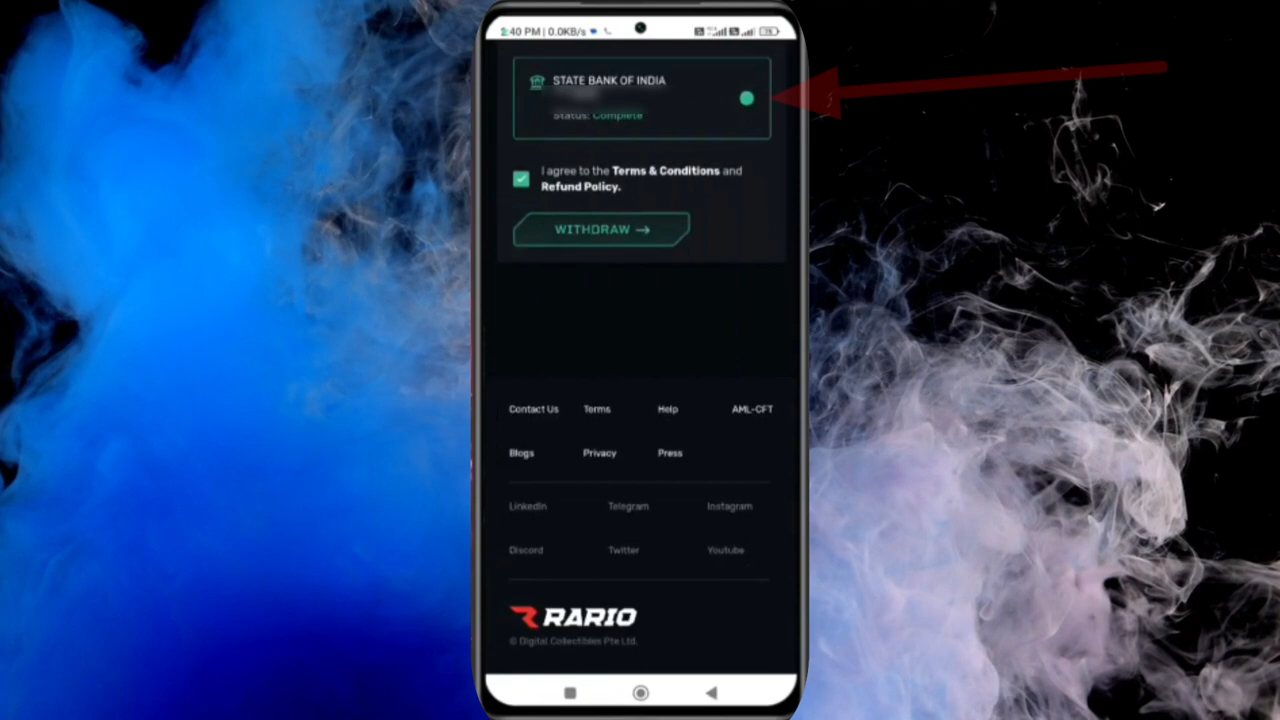 2:40 PM | 0.0KB/s
STATE BANK OF INDIA
Status: Complete
I agree to the Terms & Conditions and
Refund Policy.
WITHDRAW →
Contact Us Terms Help AML-CFT
Blogs Privacy Press
LinkedIn Telegram Instagram
Discord Twitter Youtube
RARIO
© Digital Collectibles Pte Ltd.